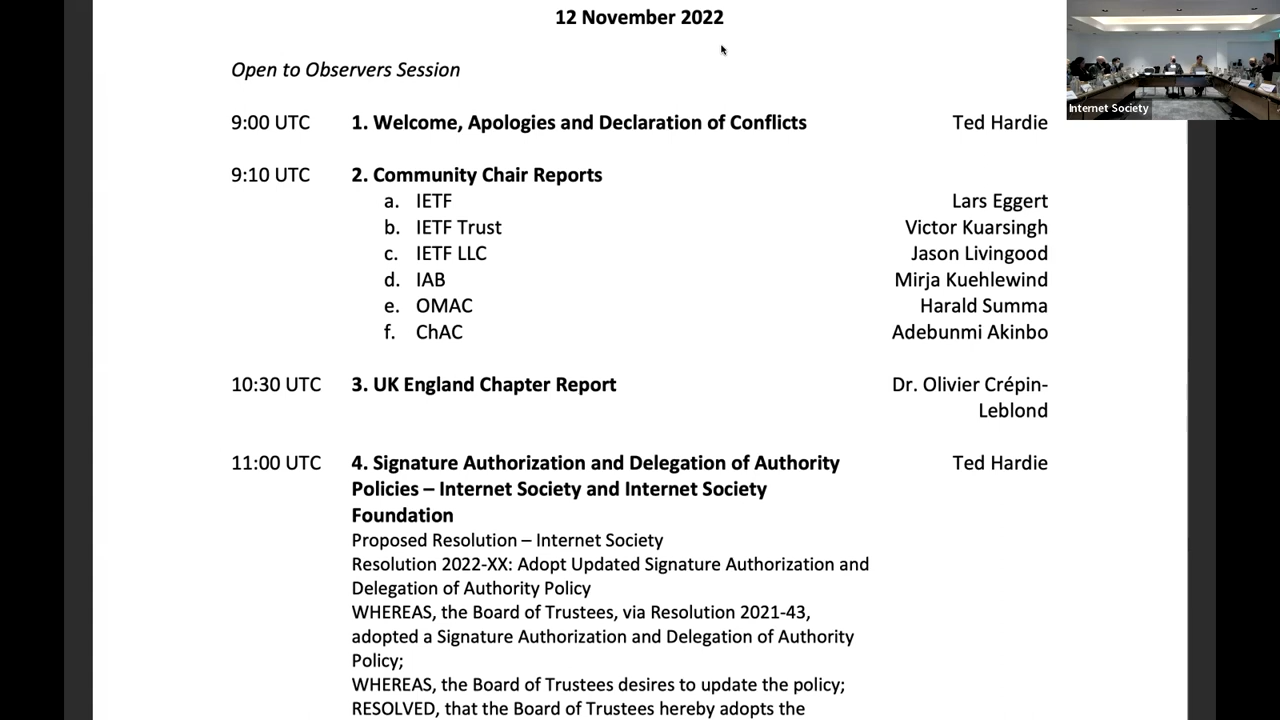 12 November 2022
Internet Society
Open to Observers Session
9:00 UTC 1. Welcome, Apologies and Declaration of Conflicts Ted Hardie
9:10 UTC 2. Community Chair Reports
a. IETF Lars Eggert
b. IETF Trust Victor Kuarsingh
c. IETF LLC Jason Livingood
d. IAB Mirja Kuehlewind
e. OMAC Harald Summa
f. ChAC Adebunmi Akinbo
10:30 UTC 3. UK England Chapter Report Dr. Olivier Crépin-
Leblond
11:00 UTC 4. Signature Authorization and Delegation of Authority Ted Hardie
Policies – Internet Society and Internet Society
Foundation
Proposed Resolution – Internet Society
Resolution 2022-XX: Adopt Updated Signature Authorization and
Delegation of Authority Policy
WHEREAS, the Board of Trustees, via Resolution 2021-43,
adopted a Signature Authorization and Delegation of Authority
Policy;
WHEREAS, the Board of Trustees desires to update the policy;
RESOLVED, that the Board of Trustees hereby adopts the